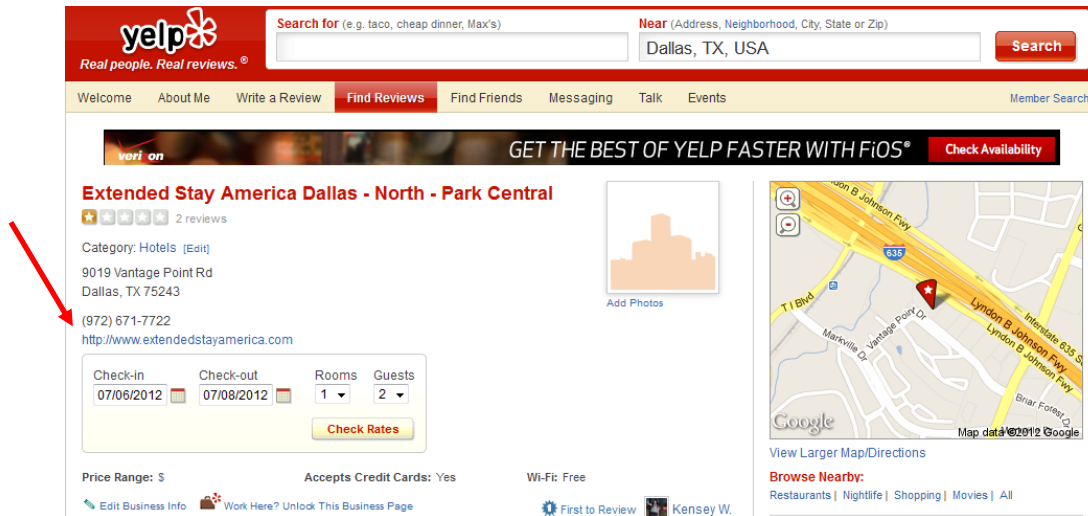 Search for (e.g. taco, cheap dinner, Max's)
Near (Address, Neighborhood, City, State or Zip)
yelp
Real people. Real reviews. ®
Dallas, TX, USA
Search
Welcome About Me Write a Review Find Reviews Find Friends Messaging Talk Events Member Search
veri on GET THE BEST OF YELP FASTER WITH FiOS® Check Availability
Extended Stay America Dallas - North - Park Central
2 reviews
Category: Hotels [Edit]
9019 Vantage Point Rd
Dallas, TX 75243
(972) 671-7722
http://www.extendedstayamerica.com
Add Photos
Check-in Check-out Rooms Guests
07/06/2012 07/08/2012 1 2
Check Rates
Price Range: $ Accepts Credit Cards: Yes Wi-Fi: Free
Edit Business Info Work Here? Unlock This Business Page
First to Review Kensey W.
don B Johnson Fwy
635
T I Blvd
Markville Dr
Vantage Point Dr
Lyndon B Johnson Fwy
Interstate 635 S
Lyndon B Johnson Fwy
Briar Forest Dr
Google
Map data ©2012 Google
View Larger Map/Directions
Browse Nearby:
Restaurants | Nightlife | Shopping | Movies | All